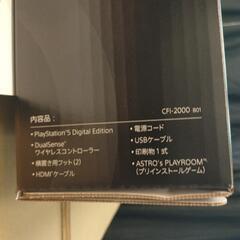 CFI-2000 B01
内容品：
・PlayStation®5 Digital Edition
・DualSense®
ワイヤレスコントローラー
・横置き用フット(2)
・HDMI®ケーブル
・電源コード
・USBケーブル
・印刷物1式
・ASTRO's PLAYROOM™
(プリインストールゲーム)